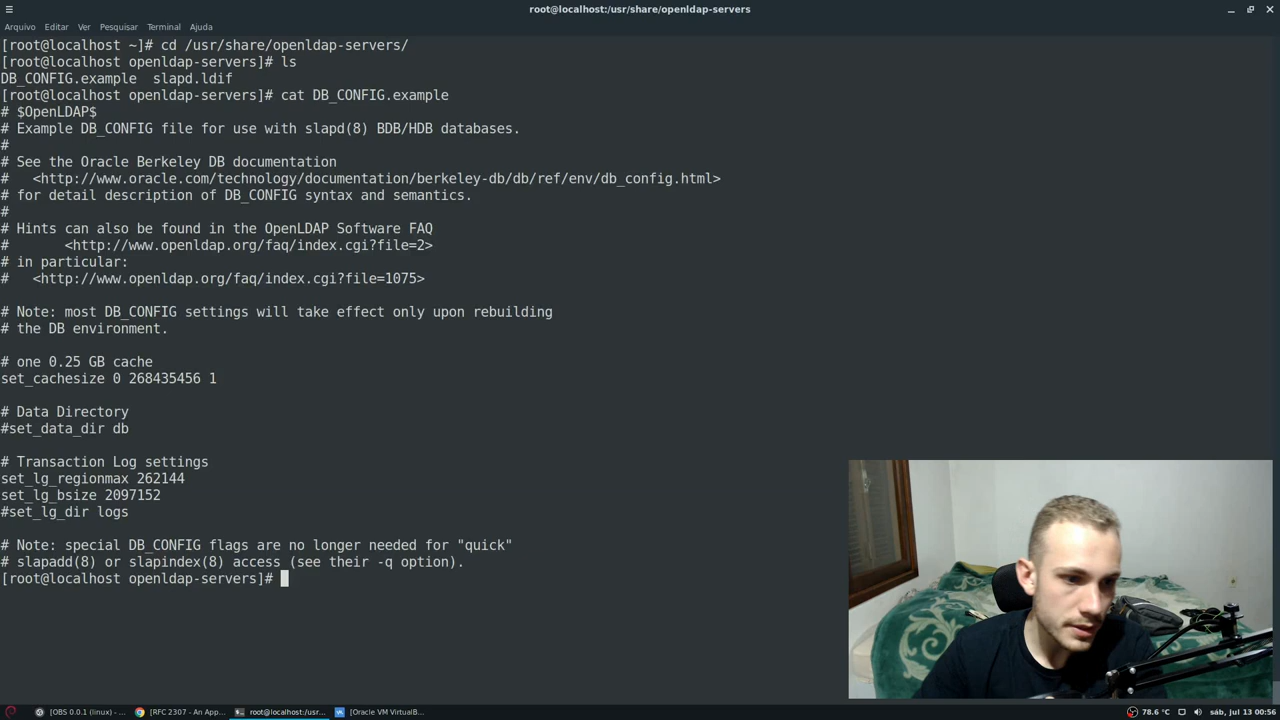 root@localhost:/usr/share/openldap-servers
Arquivo Editar Ver Pesquisar Terminal Ajuda
[root@localhost ~]# cd /usr/share/openldap-servers/
[root@localhost openldap-servers]# ls
DB_CONFIG.example  slapd.ldif
[root@localhost openldap-servers]# cat DB_CONFIG.example
# $OpenLDAP$
# Example DB_CONFIG file for use with slapd(8) BDB/HDB databases.
#
# See the Oracle Berkeley DB documentation
#   <http://www.oracle.com/technology/documentation/berkeley-db/db/ref/env/db_config.html>
# for detail description of DB_CONFIG syntax and semantics.
#
# Hints can also be found in the OpenLDAP Software FAQ
#       <http://www.openldap.org/faq/index.cgi?file=2>
# in particular:
#   <http://www.openldap.org/faq/index.cgi?file=1075>
# Note: most DB_CONFIG settings will take effect only upon rebuilding
# the DB environment.
# one 0.25 GB cache
set_cachesize 0 268435456 1
# Data Directory
#set_data_dir db
# Transaction Log settings
set_lg_regionmax 262144
set_lg_bsize 2097152
#set_lg_dir logs
# Note: special DB_CONFIG flags are no longer needed for "quick"
# slapadd(8) or slapindex(8) access (see their -q option).
[root@localhost openldap-servers]#
[OBS 0.0.1 (linux) - ... [RFC 2307 - An App... root@localhost:/usr... [Oracle VM VirtualB... 78.6 °C sáb, jul 13 00:56